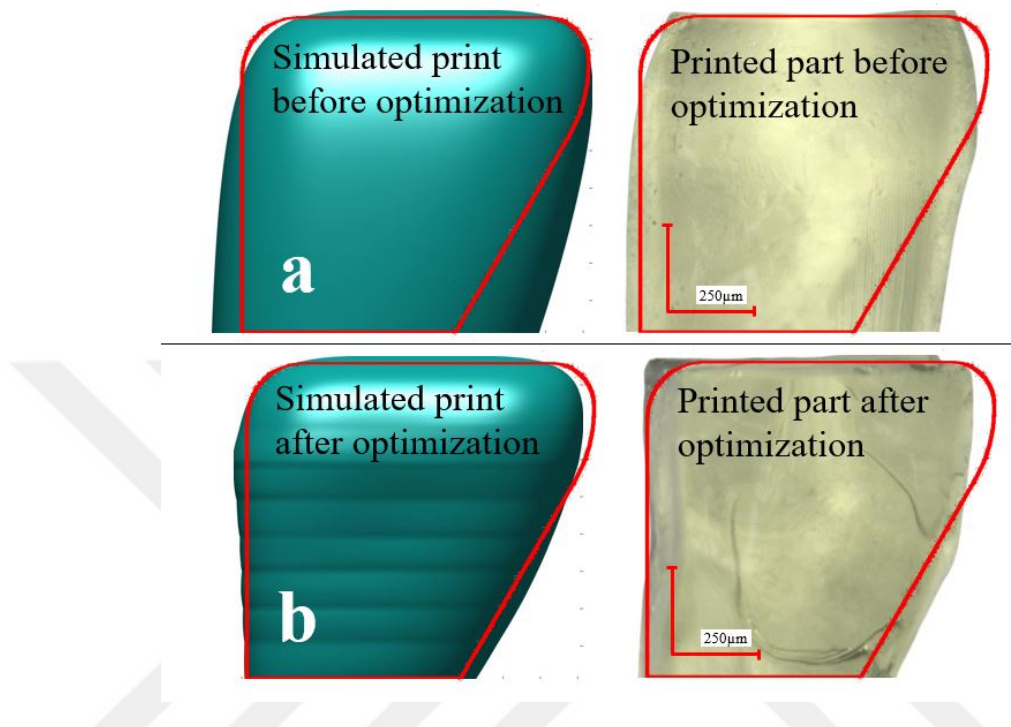 Simulated print
before optimization
Printed part before
optimization
a
250µm
Simulated print
after optimization
Printed part after
optimization
b
250µm